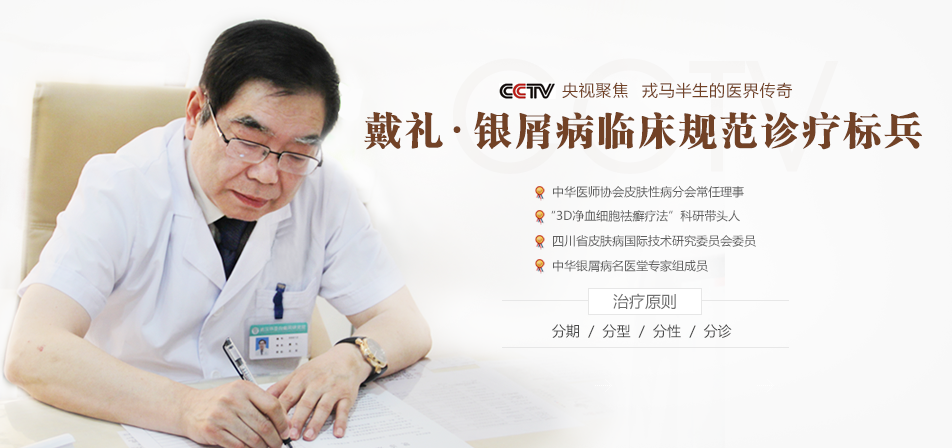 CCTV 央视聚焦 戎马半生的医界传奇
戴礼·银屑病临床规范诊疗标兵
中华医师协会皮肤性病分会常任理事
“3D净血细胞祛癣疗法”科研带头人
四川省皮肤病国际技术研究委员会委员
中华银屑病名医堂专家组成员
治疗原则
分期 / 分型 / 分性 / 分诊
CCTV